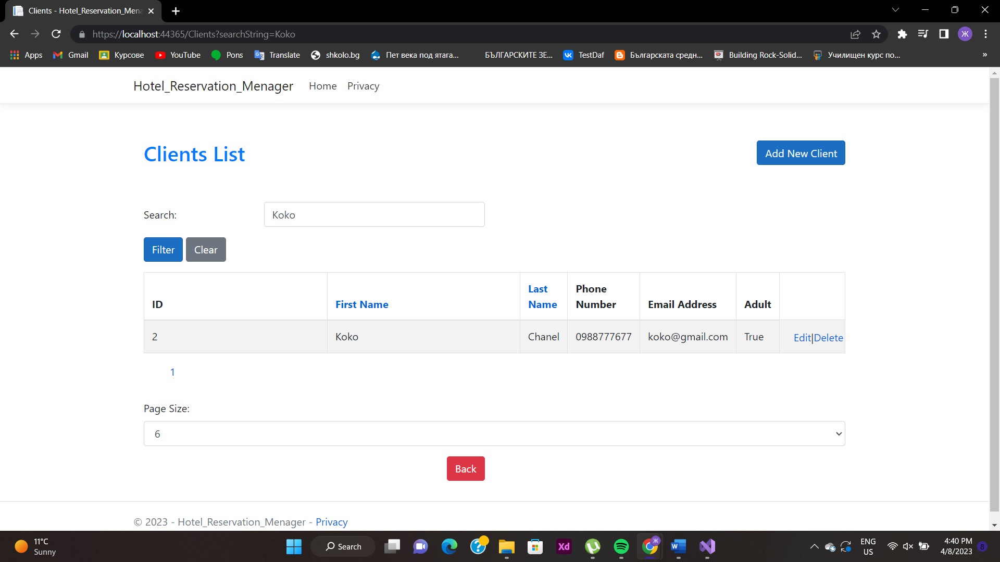 Clients - Hotel_Reservation_Mena
https://localhost:44365/Clients?searchString=Koko
Ж
Apps Gmail Курсове YouTube Pons Translate shkolo.bg Пет века под ятага... БЪЛГАРСКИТЕ ЗЕ... TestDaf Българската средн... Building Rock-Solid... Училищен курс по... »
Hotel_Reservation_Menager Home Privacy
Clients List
Add New Client
Search: Koko
Filter Clear
ID First Name Last Name Phone Number Email Address Adult
2 Koko Chanel 0988777677 koko@gmail.com True Edit|Delete
1
Page Size:
6
Back
© 2023 - Hotel_Reservation_Menager - Privacy
11°C
Sunny
Search
Xd
Ж
W
ENG
US
4:40 PM
4/8/2023
8